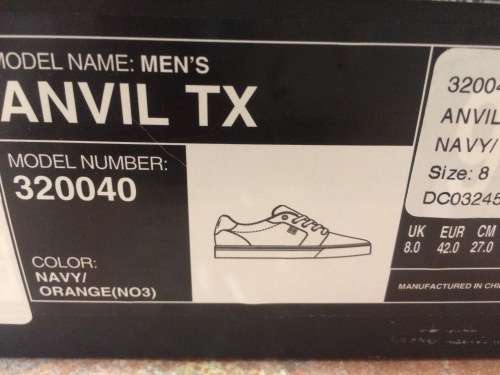 MODEL NAME: MEN'S
ANVIL TX
MODEL NUMBER:
320040
COLOR:
NAVY/
ORANGE(NO3)
32004
ANVIL
NAVY/
Size: 8
DC03245
UK EUR CM
8.0 42.0 27.0
MANUFACTURED IN CHI